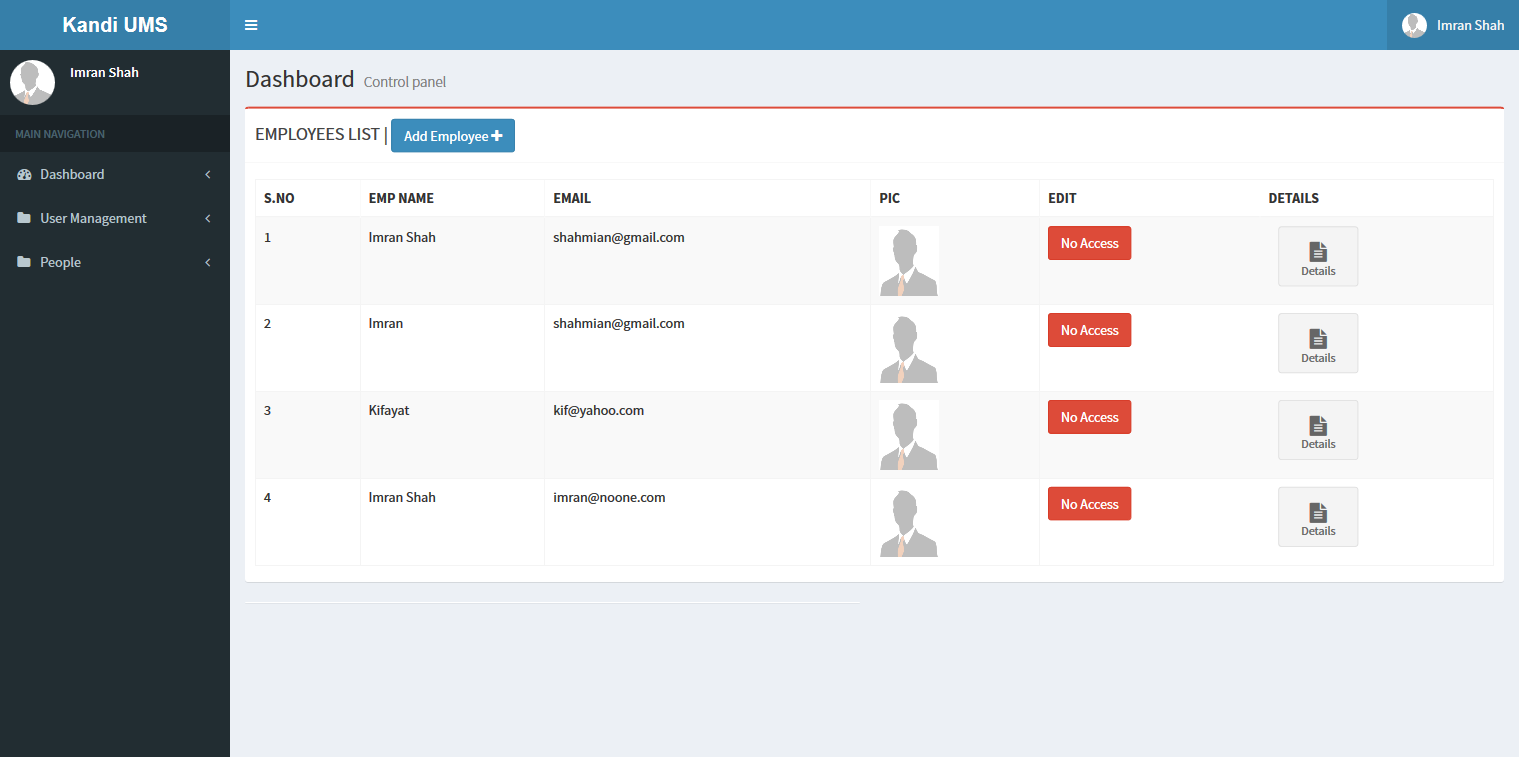 Kandi UMS
Imran Shah
Imran Shah
MAIN NAVIGATION
Dashboard
User Management
People
Dashboard Control panel
EMPLOYEES LIST | Add Employee
S.NO EMP NAME EMAIL PIC EDIT DETAILS
1 Imran Shah shahmian@gmail.com No Access
Details
2 Imran shahmian@gmail.com No Access
Details
3 Kifayat kif@yahoo.com No Access
Details
4 Imran Shah imran@noone.com No Access
Details